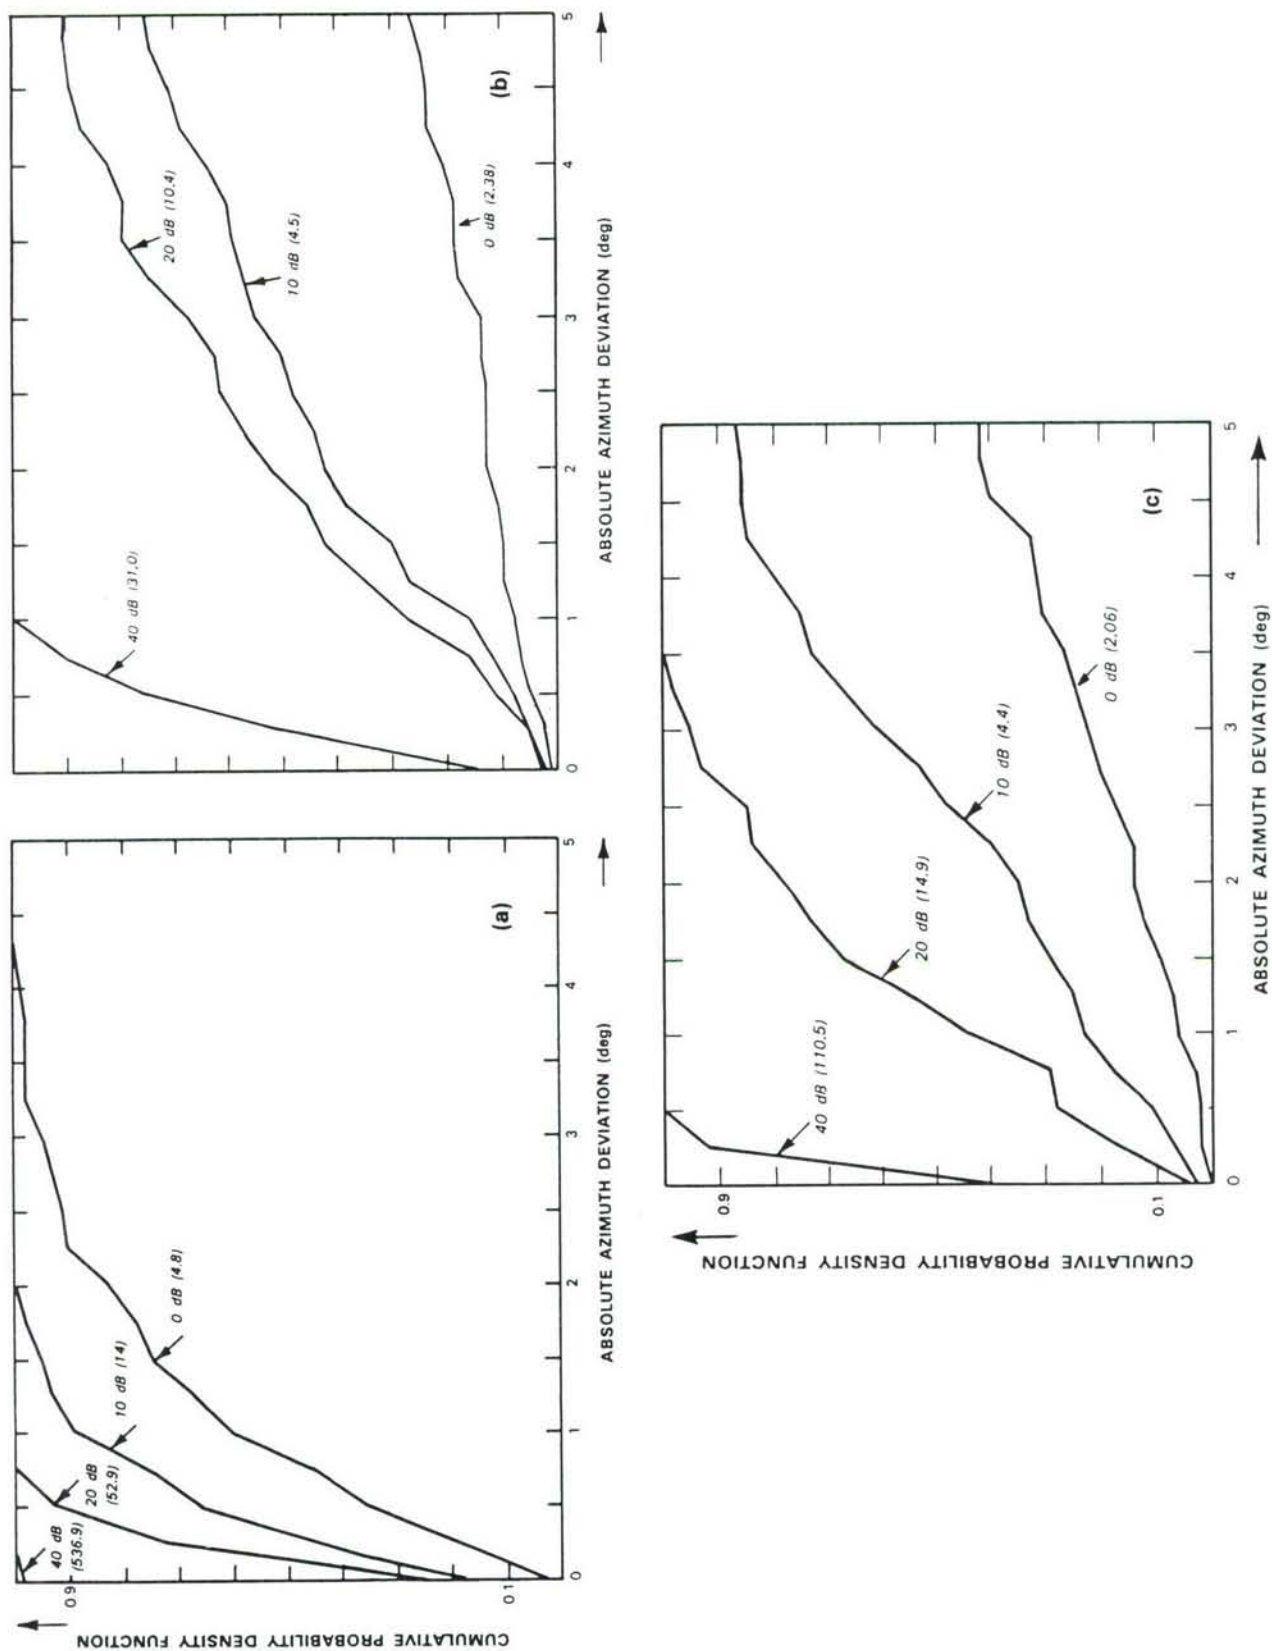 CUMULATIVE PROBABILITY DENSITY FUNCTION
0.9
0.1
40 dB
(536.9)
20 dB
(52.9)
10 dB (14)
0 dB (4.8)
(a)
0 1 2 3 4 5
ABSOLUTE AZIMUTH DEVIATION (deg)
40 dB (31.0)
20 dB (10.4)
10 dB (4.5)
0 dB (2.38)
(b)
0 1 2 3 4 5
ABSOLUTE AZIMUTH DEVIATION (deg)
CUMULATIVE PROBABILITY DENSITY FUNCTION
0.9
0.1
40 dB (110.5)
20 dB (14.9)
10 dB (4.4)
0 dB (2.06)
(c)
0 1 2 3 4 5
ABSOLUTE AZIMUTH DEVIATION (deg)